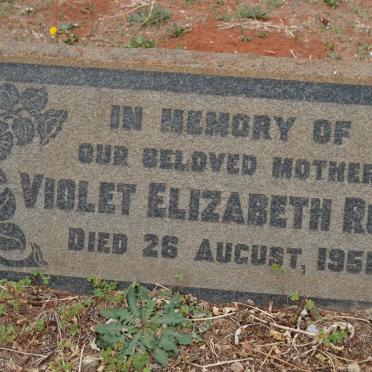 IN MEMORY OF
OUR BELOVED MOTHER
VIOLET ELIZABETH
DIED 26 AUGUST,